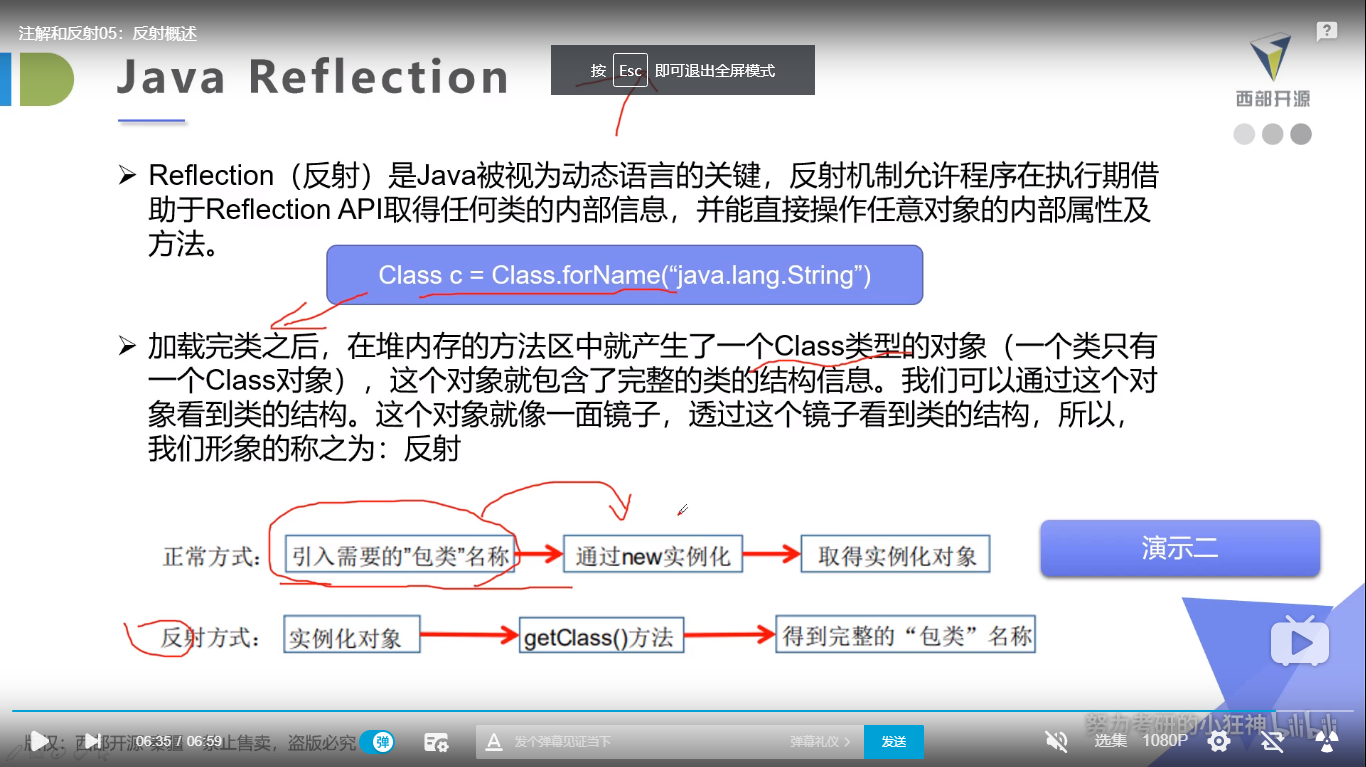 注解和反射05：反射概述
Java Reflection
按 Esc 即可退出全屏模式
?
西部开源
Reflection（反射）是Java被视为动态语言的关键，反射机制允许程序在执行期借
助于Reflection API取得任何类的内部信息，并能直接操作任意对象的内部属性及
方法。
Class c = Class.forName(“java.lang.String”)
加载完类之后，在堆内存的方法区中就产生了一个Class类型的对象（一个类只有
一个Class对象），这个对象就包含了完整的类的结构信息。我们可以通过这个对
象看到类的结构。这个对象就像一面镜子，透过这个镜子看到类的结构，所以，
我们形象的称之为：反射
正常方式： 引入需要的”包类”名称 通过new实例化 取得实例化对象
演示二
反射方式： 实例化对象 getClass()方法 得到完整的“包类”名称
努力考研的小狂神
版权：西部开源 禁止售卖，盗版必究
06:35 / 06:59
弹
A 发个弹幕见证当下 弹幕礼仪 发送
选集 1080P